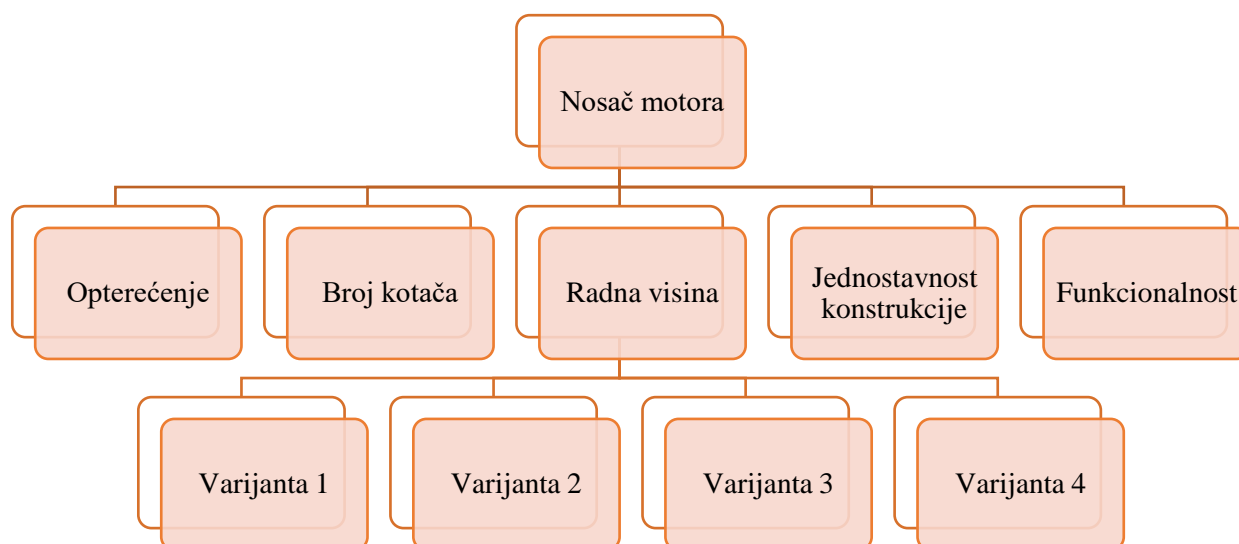 Nosač motora
Opterećenje
Broj kotača
Radna visina
Jednostavnost
konstrukcije
Funkcionalnost
Varijanta 1
Varijanta 2
Varijanta 3
Varijanta 4